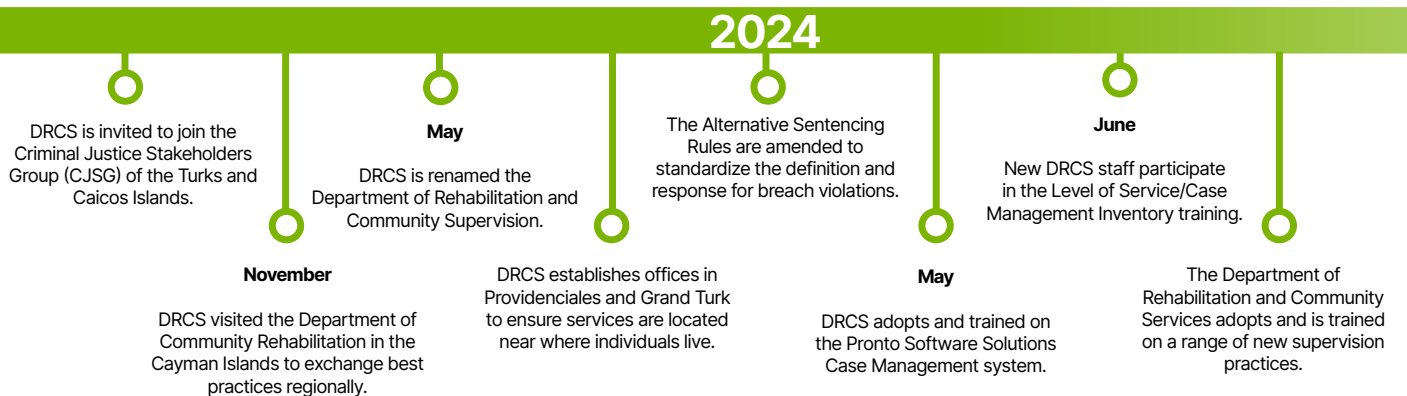 2024
DRCS is invited to join the
Criminal Justice Stakeholders
Group (CJSG) of the Turks and
Caicos Islands.
November
DRCS visited the Department of
Community Rehabilitation in the
Cayman Islands to exchange best
practices regionally.
May
DRCS is renamed the
Department of Rehabilitation and
Community Supervision.
DRCS establishes offices in
Providenciales and Grand Turk
to ensure services are located
near where individuals live.
The Alternative Sentencing
Rules are amended to
standardize the definition and
response for breach violations.
May
DRCS adopts and trained on
the Pronto Software Solutions
Case Management system.
June
New DRCS staff participate
in the Level of Service/Case
Management Inventory training.
The Department of
Rehabilitation and Community
Services adopts and is trained
on a range of new supervision
practices.